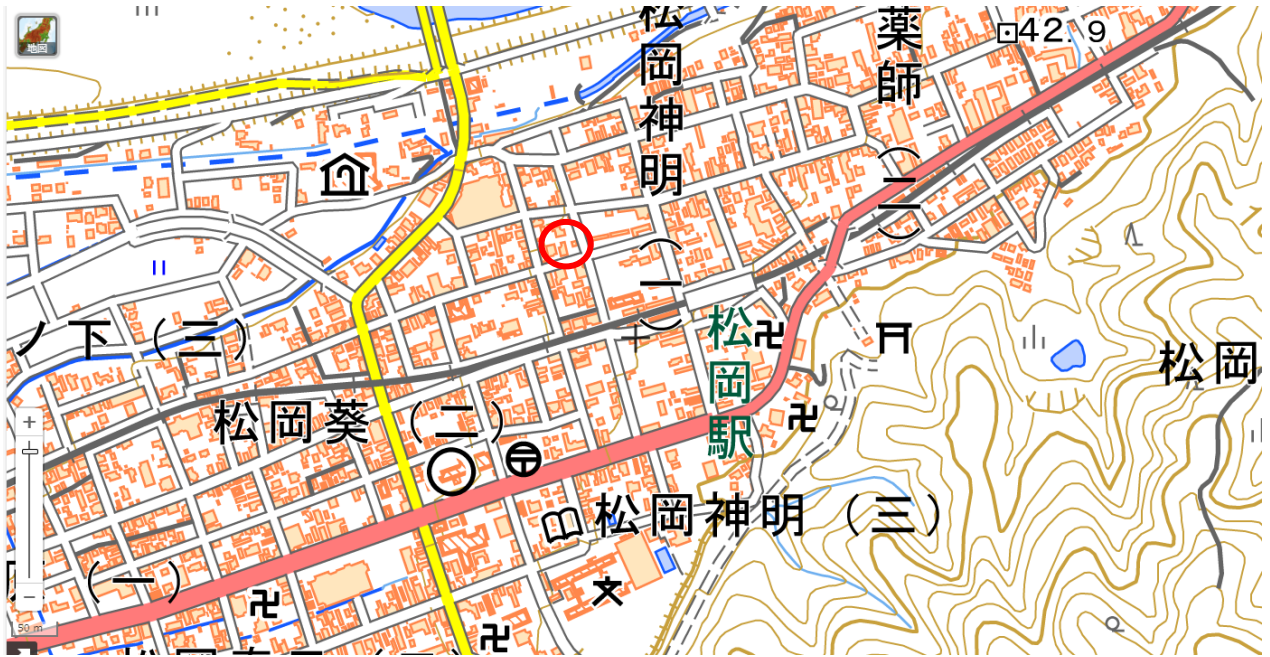 地図
松岡神明（一）
薬師（二）
42.9
ノ下（三）
松岡葵（二）
松岡駅
松岡
松岡神明（三）
（一）
50 m